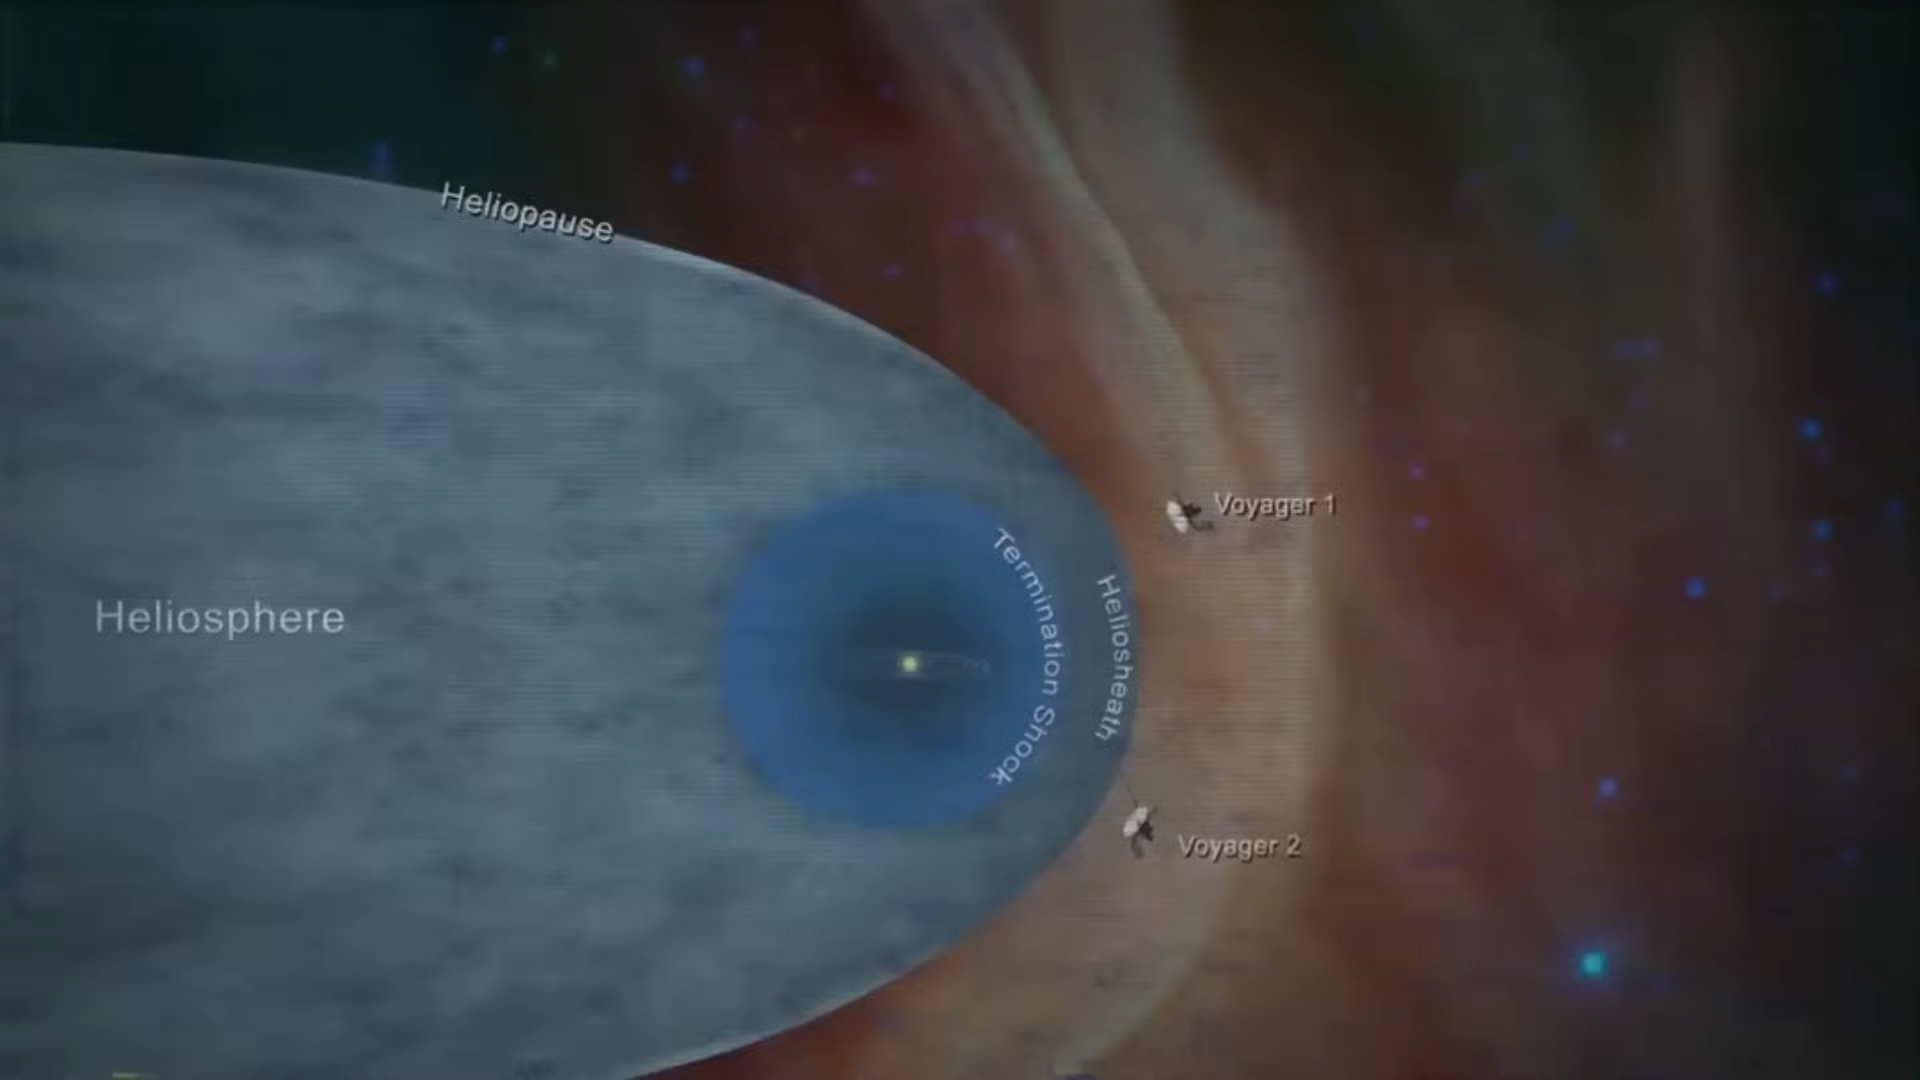 Heliopause
Voyager 1
Termination Shock
Heliosheath
Heliosphere
Voyager 2